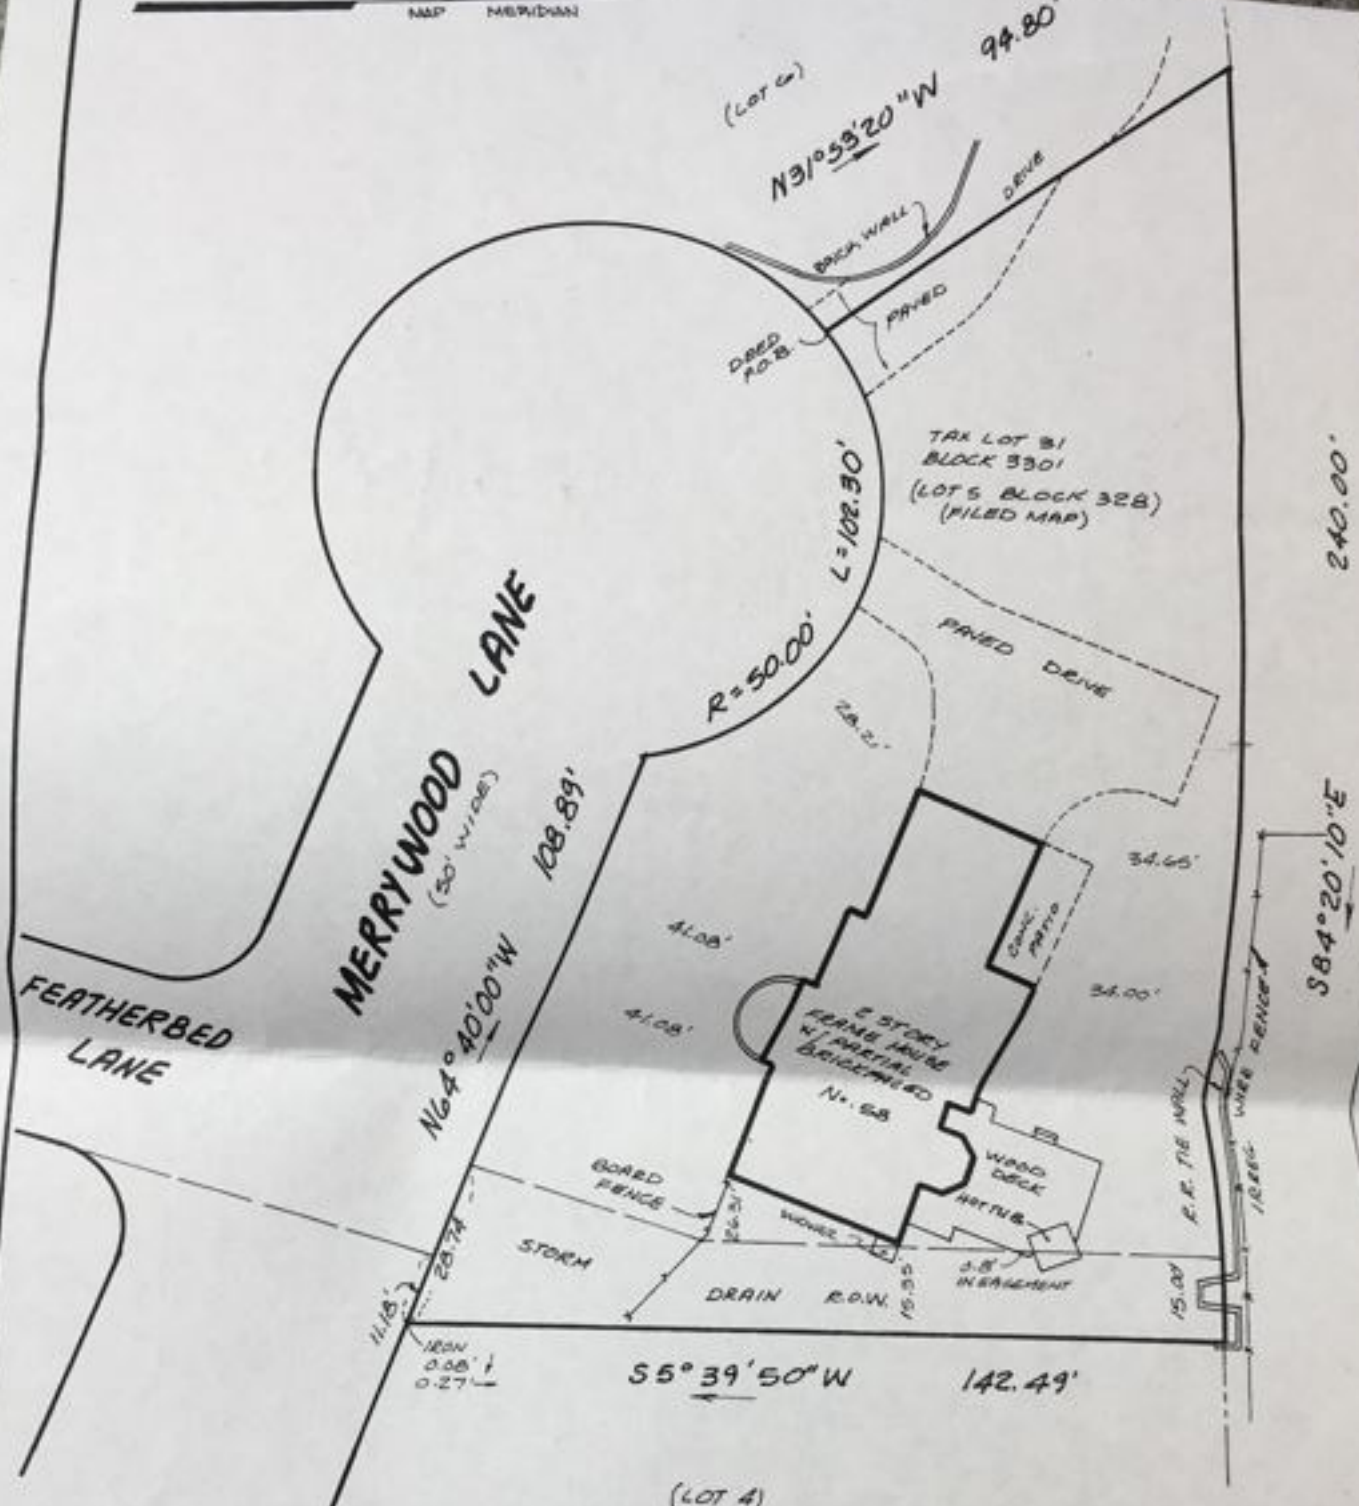 MAP MERIDIAN
94.80'
(LOT 6)
N31°53'20"W
DRIVE
BRICK WALL
PAVED
DEED
P.O.B.
TAX LOT 31
BLOCK 3301
(LOT 5 BLOCK 328)
(FILED MAP)
240.00'
L=102.30'
R=50.00'
PAVED DRIVE
28.21'
MERRYWOOD LANE
(50' WIDE)
108.89'
N64°40'00"W
S84°20'10"E
34.65'
CONC.
PATIO
41.08'
34.00'
41.08'
2 STORY
FRAME HOUSE
W/ PARTIAL
BRICKFACED
No. 58
FEATHERBED
LANE
R.R. TIE WALL
IRREG. WIRE FENCE
WOOD
DECK
HOT TUB
BOARD
FENCE
26.31'
28.74
STORM
DRAIN R.O.W.
15.35
0.8'
IN EASEMENT
15.00'
11.18'
IRON
0.08'
0.27'
S5°39'50"W 142.49'
(LOT 4)